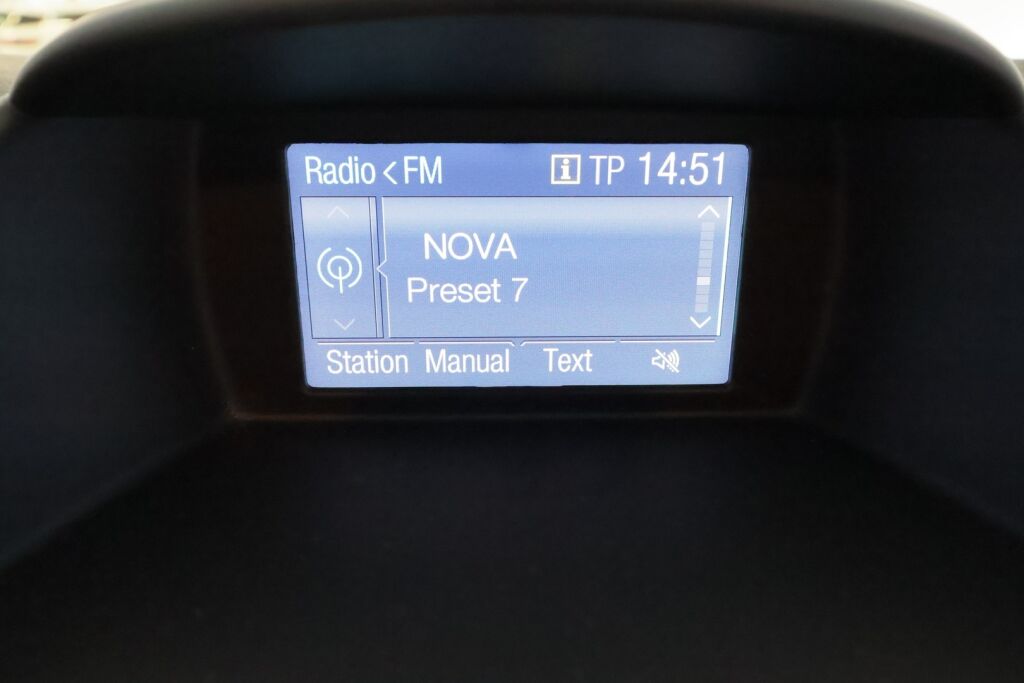 Radio < FM i TP 14:51
NOVA
Preset 7
Station Manual Text